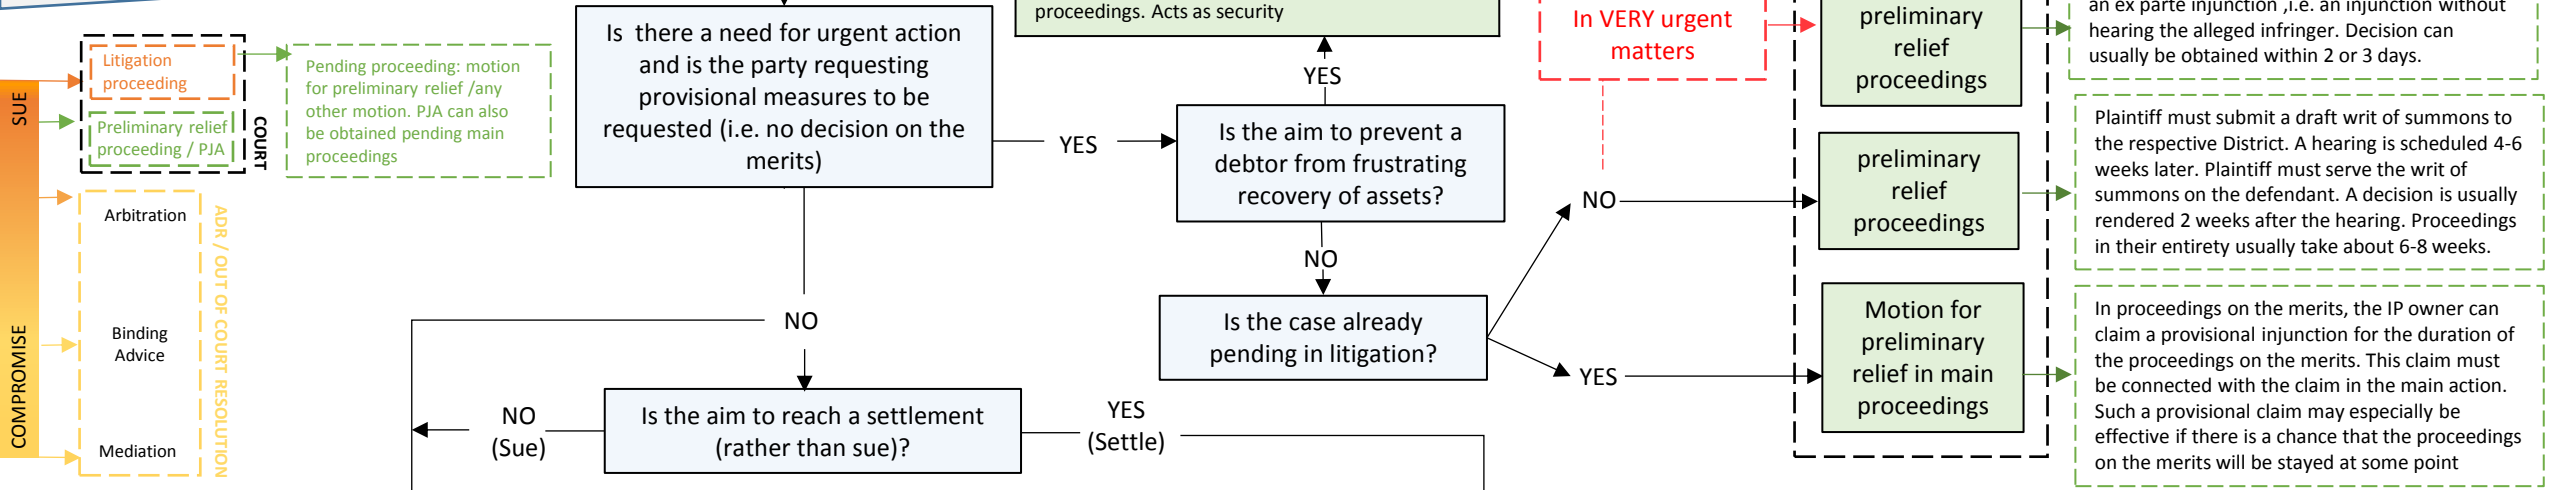 SUE
COMPROMISE
Litigation
proceeding
Preliminary relief
proceeding / PJA
COURT
Pending proceeding: motion
for preliminary relief /any
other motion. PJA can also
be obtained pending main
proceedings
Arbitration
Binding
Advice
Mediation
ADR / OUT OF COURT RESOLUTION
Is there a need for urgent action
and is the party requesting
provisional measures to be
requested (i.e. no decision on the
merits)
YES
NO
Is the aim to reach a settlement
(rather than sue)?
NO
(Sue)
YES
(Settle)
proceedings. Acts as security
YES
Is the aim to prevent a
debtor from frustrating
recovery of assets?
NO
Is the case already
pending in litigation?
In VERY urgent
matters
NO
YES
preliminary
relief
proceedings
preliminary
relief
proceedings
Motion for
preliminary
relief in main
proceedings
an ex parte injunction ,i.e. an injunction without
hearing the alleged infringer. Decision can
usually be obtained within 2 or 3 days.
Plaintiff must submit a draft writ of summons to
the respective District. A hearing is scheduled 4-6
weeks later. Plaintiff must serve the writ of
summons on the defendant. A decision is usually
rendered 2 weeks after the hearing. Proceedings
in their entirety usually take about 6-8 weeks.
In proceedings on the merits, the IP owner can
claim a provisional injunction for the duration of
the proceedings on the merits. This claim must
be connected with the claim in the main action.
Such a provisional claim may especially be
effective if there is a chance that the proceedings
on the merits will be stayed at some point